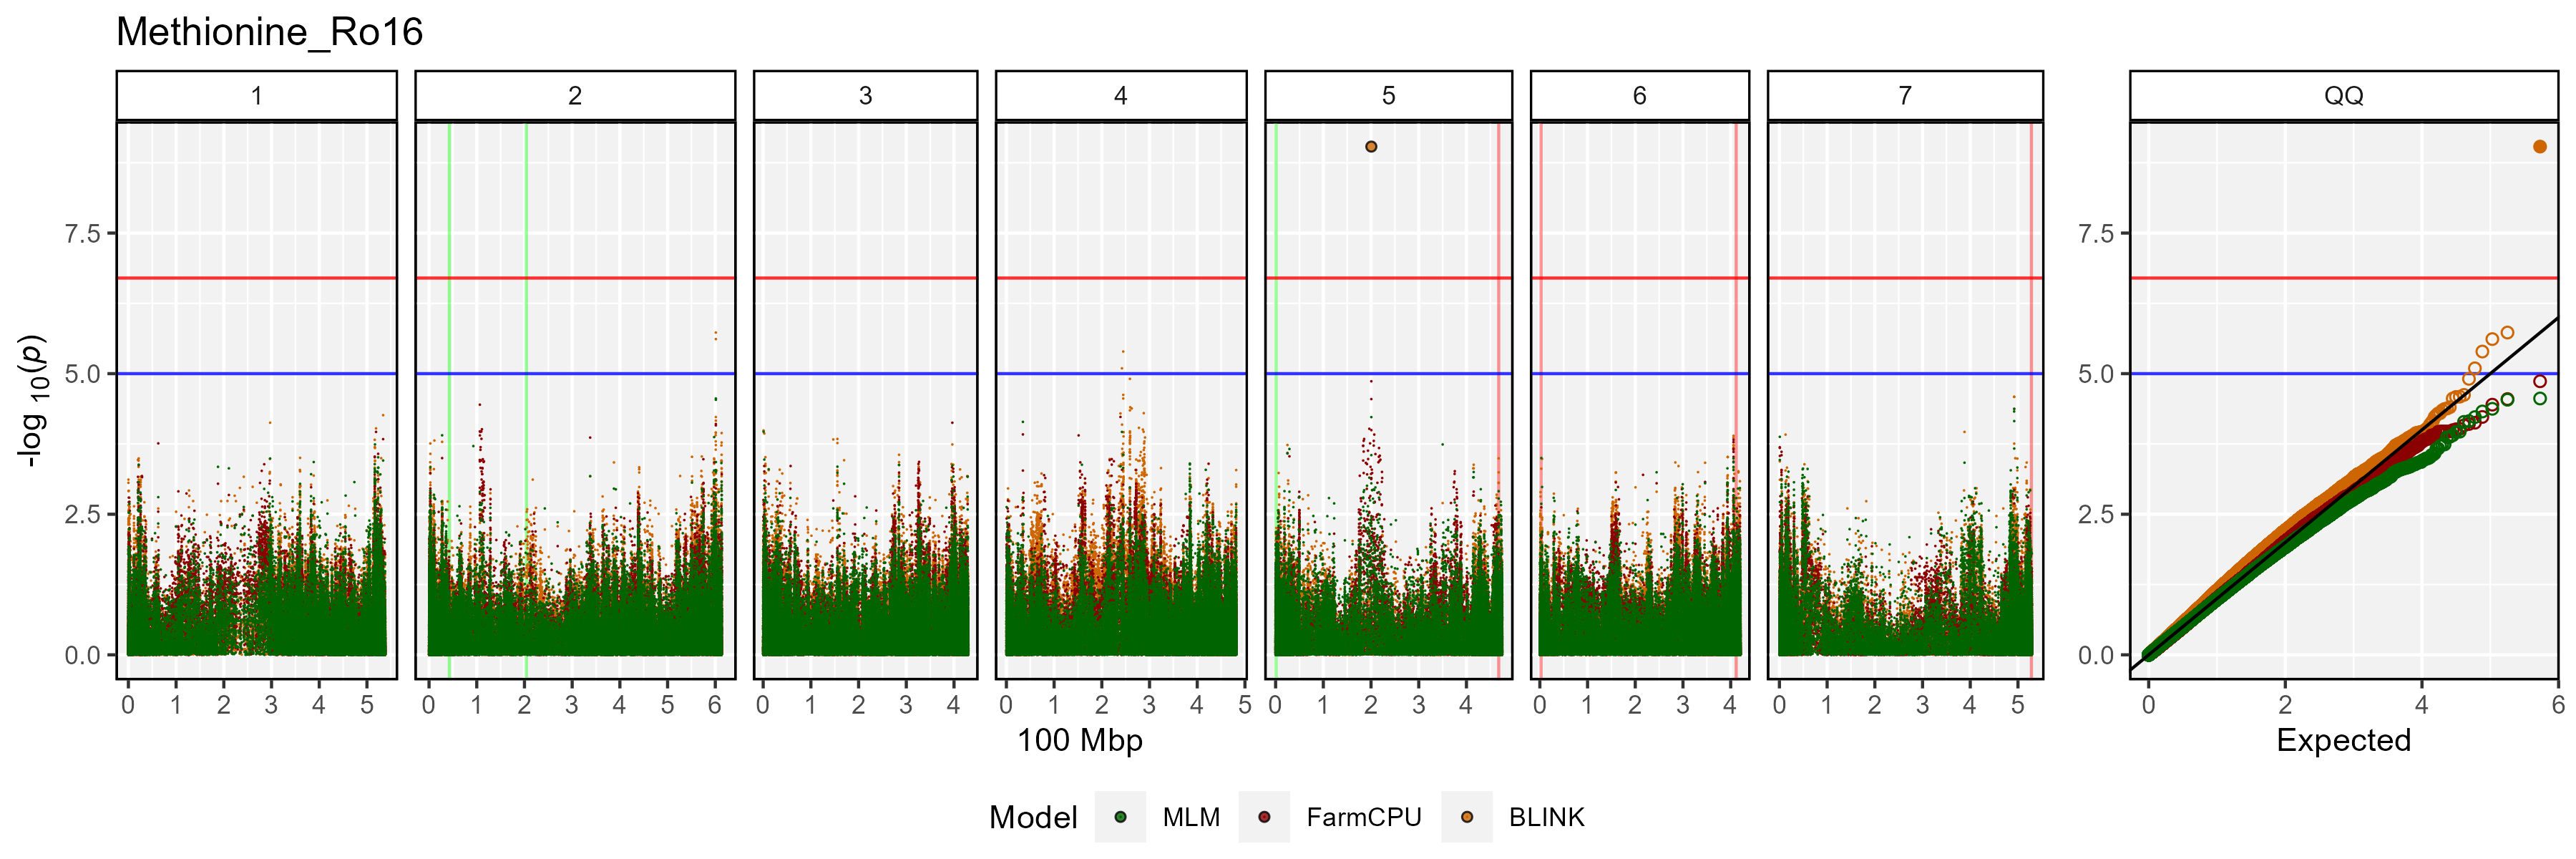 Methionine_Ro16
1 2 3 4 5 6 7 QQ
-log 10(p)
7.5
5.0
2.5
0.0
7.5
5.0
2.5
0.0
0 1 2 3 4 5
0 1 2 3 4 5 6
0 1 2 3 4
0 1 2 3 4 5
0 1 2 3 4
0 1 2 3 4
0 1 2 3 4 5
0 2 4 6
100 Mbp
Expected
Model MLM FarmCPU BLINK